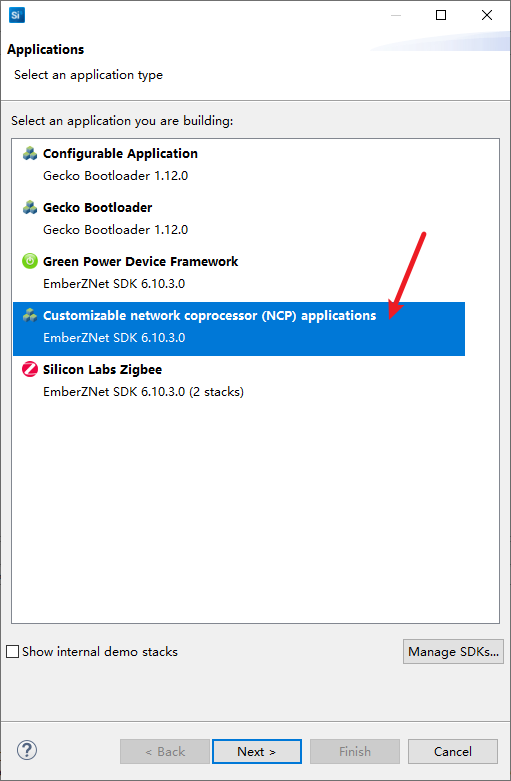 Si
Applications
Select an application type
Select an application you are building:
Configurable Application
Gecko Bootloader 1.12.0
Gecko Bootloader
Gecko Bootloader 1.12.0
Green Power Device Framework
EmberZNet SDK 6.10.3.0
Customizable network coprocessor (NCP) applications
EmberZNet SDK 6.10.3.0
Silicon Labs Zigbee
EmberZNet SDK 6.10.3.0 (2 stacks)
Show internal demo stacks
Manage SDKs...
?
< Back
Next >
Finish
Cancel